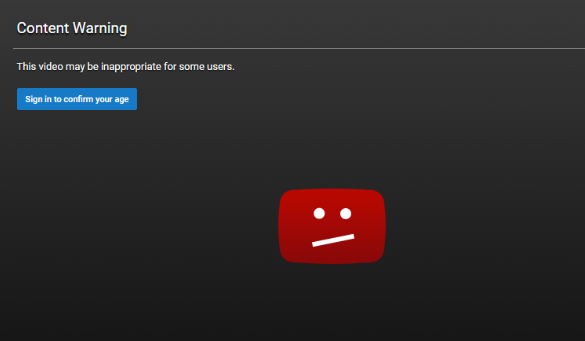 Content Warning
This video may be inappropriate for some users.
Sign in to confirm your age